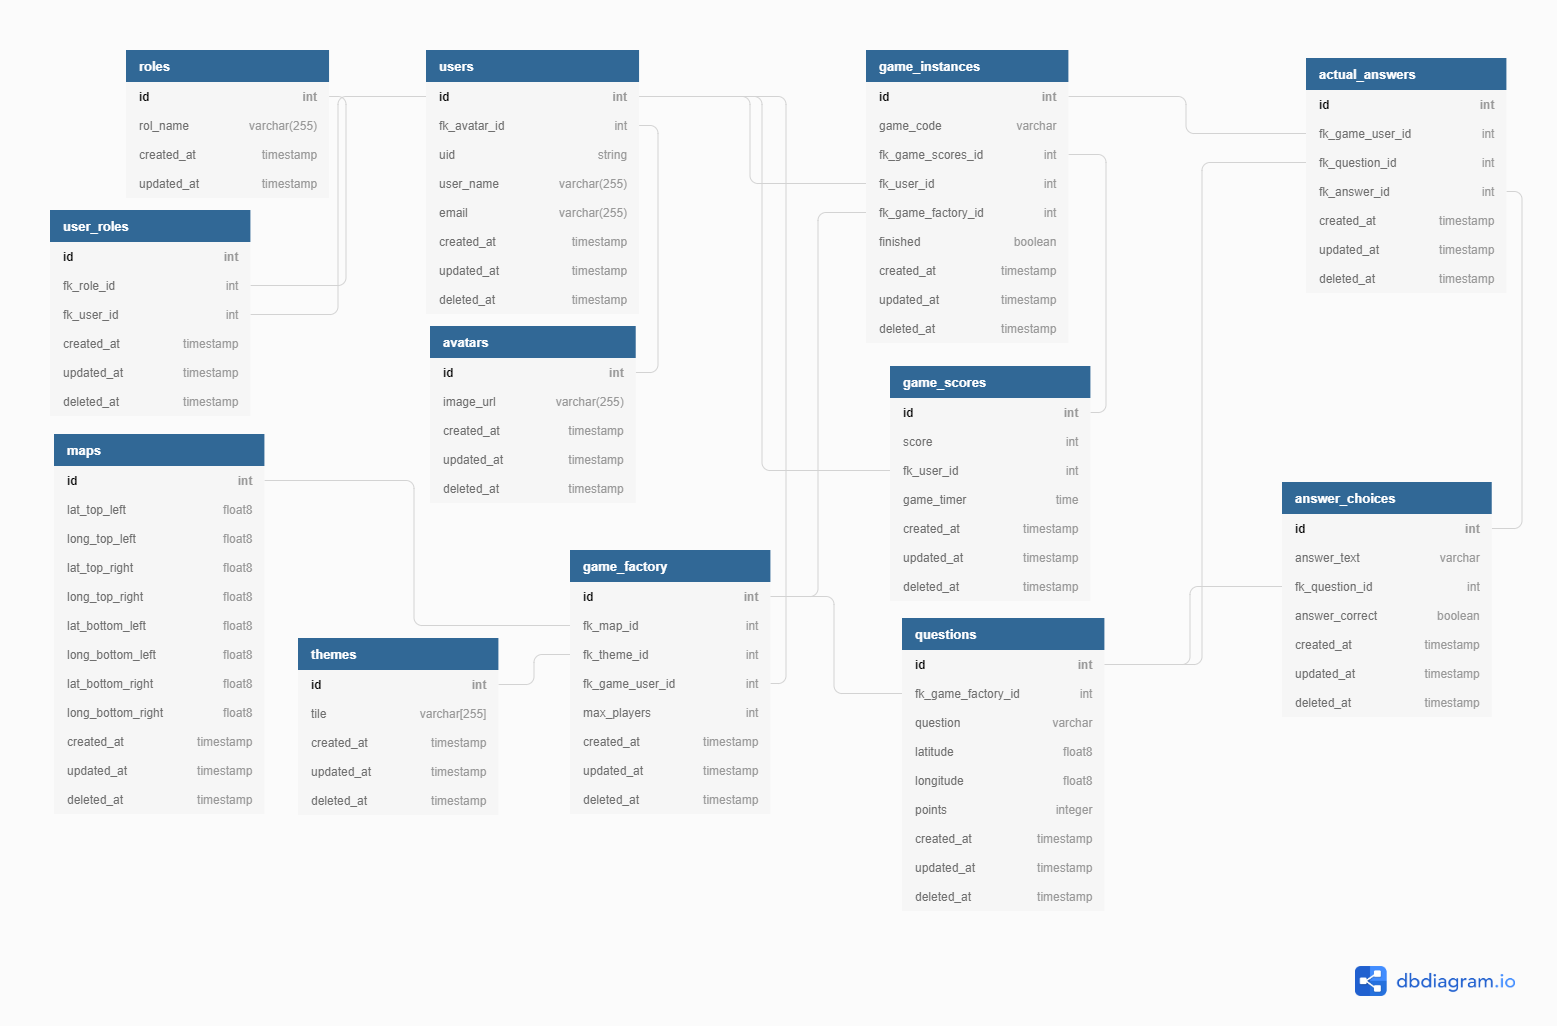 roles
id int
rol_name varchar(255)
created_at timestamp
updated_at timestamp
user_roles
id int
fk_role_id int
fk_user_id int
created_at timestamp
updated_at timestamp
deleted_at timestamp
maps
id int
lat_top_left float8
long_top_left float8
lat_top_right float8
long_top_right float8
lat_bottom_left float8
long_bottom_left float8
lat_bottom_right float8
long_bottom_right float8
created_at timestamp
updated_at timestamp
deleted_at timestamp
users
id int
fk_avatar_id int
uid string
user_name varchar(255)
email varchar(255)
created_at timestamp
updated_at timestamp
deleted_at timestamp
avatars
id int
image_url varchar(255)
created_at timestamp
updated_at timestamp
deleted_at timestamp
themes
id int
tile varchar[255]
created_at timestamp
updated_at timestamp
deleted_at timestamp
game_factory
id int
fk_map_id int
fk_theme_id int
fk_game_user_id int
max_players int
created_at timestamp
updated_at timestamp
deleted_at timestamp
game_instances
id int
game_code varchar
fk_game_scores_id int
fk_user_id int
fk_game_factory_id int
finished boolean
created_at timestamp
updated_at timestamp
deleted_at timestamp
game_scores
id int
score int
fk_user_id int
game_timer time
created_at timestamp
updated_at timestamp
deleted_at timestamp
questions
id int
fk_game_factory_id int
question varchar
latitude float8
longitude float8
points integer
created_at timestamp
updated_at timestamp
deleted_at timestamp
actual_answers
id int
fk_game_user_id int
fk_question_id int
fk_answer_id int
created_at timestamp
updated_at timestamp
deleted_at timestamp
answer_choices
id int
answer_text varchar
fk_question_id int
answer_correct boolean
created_at timestamp
updated_at timestamp
deleted_at timestamp
dbdiagram.io